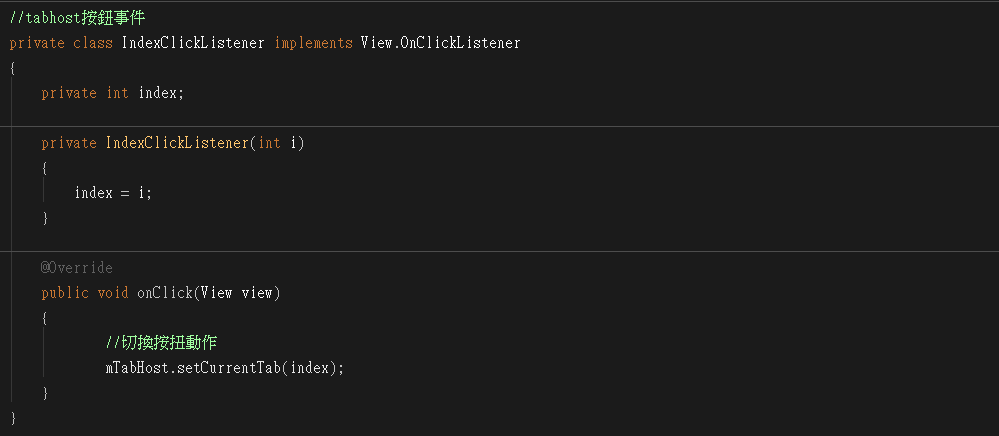 //tabhost按鈕事件
private class IndexClickListener implements View.OnClickListener
{
private int index;
private IndexClickListener(int i)
{
index = i;
}
@Override
public void onClick(View view)
{
//切換按扭動作
mTabHost.setCurrentTab(index);
}
}